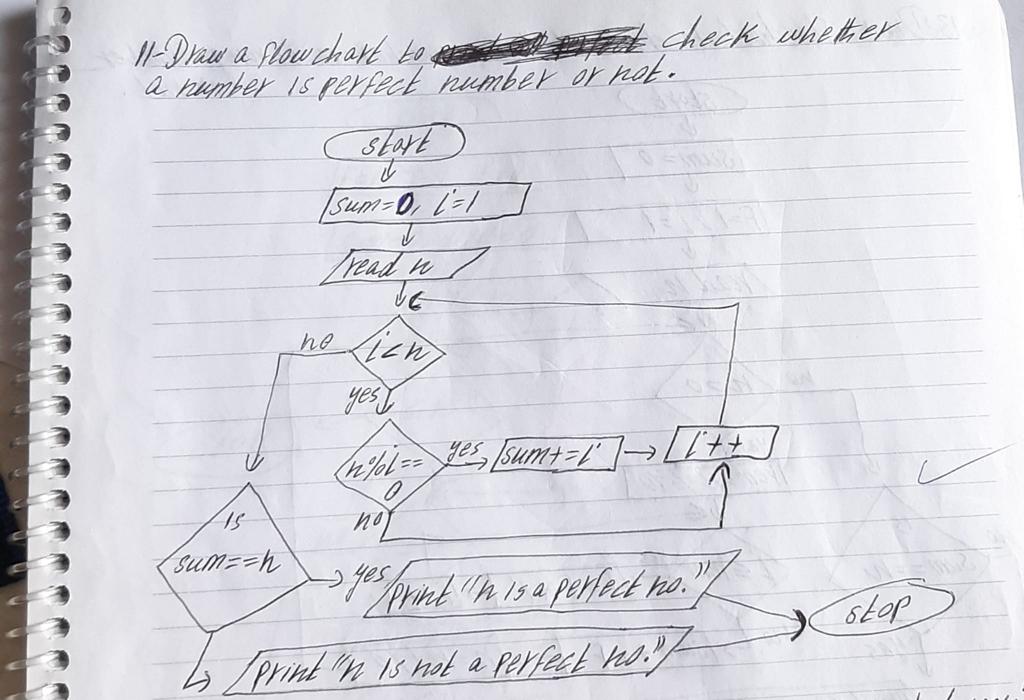 11-Draw a flowchart to check whether
a number is perfect number or not.
start
sum=0, i=1
read n
no
i<n
yes
n%i==
0
yes
sum+=i
i++
no
is
sum==n
yes
print "n is a perfect no."
stop
print "n is not a perfect no."